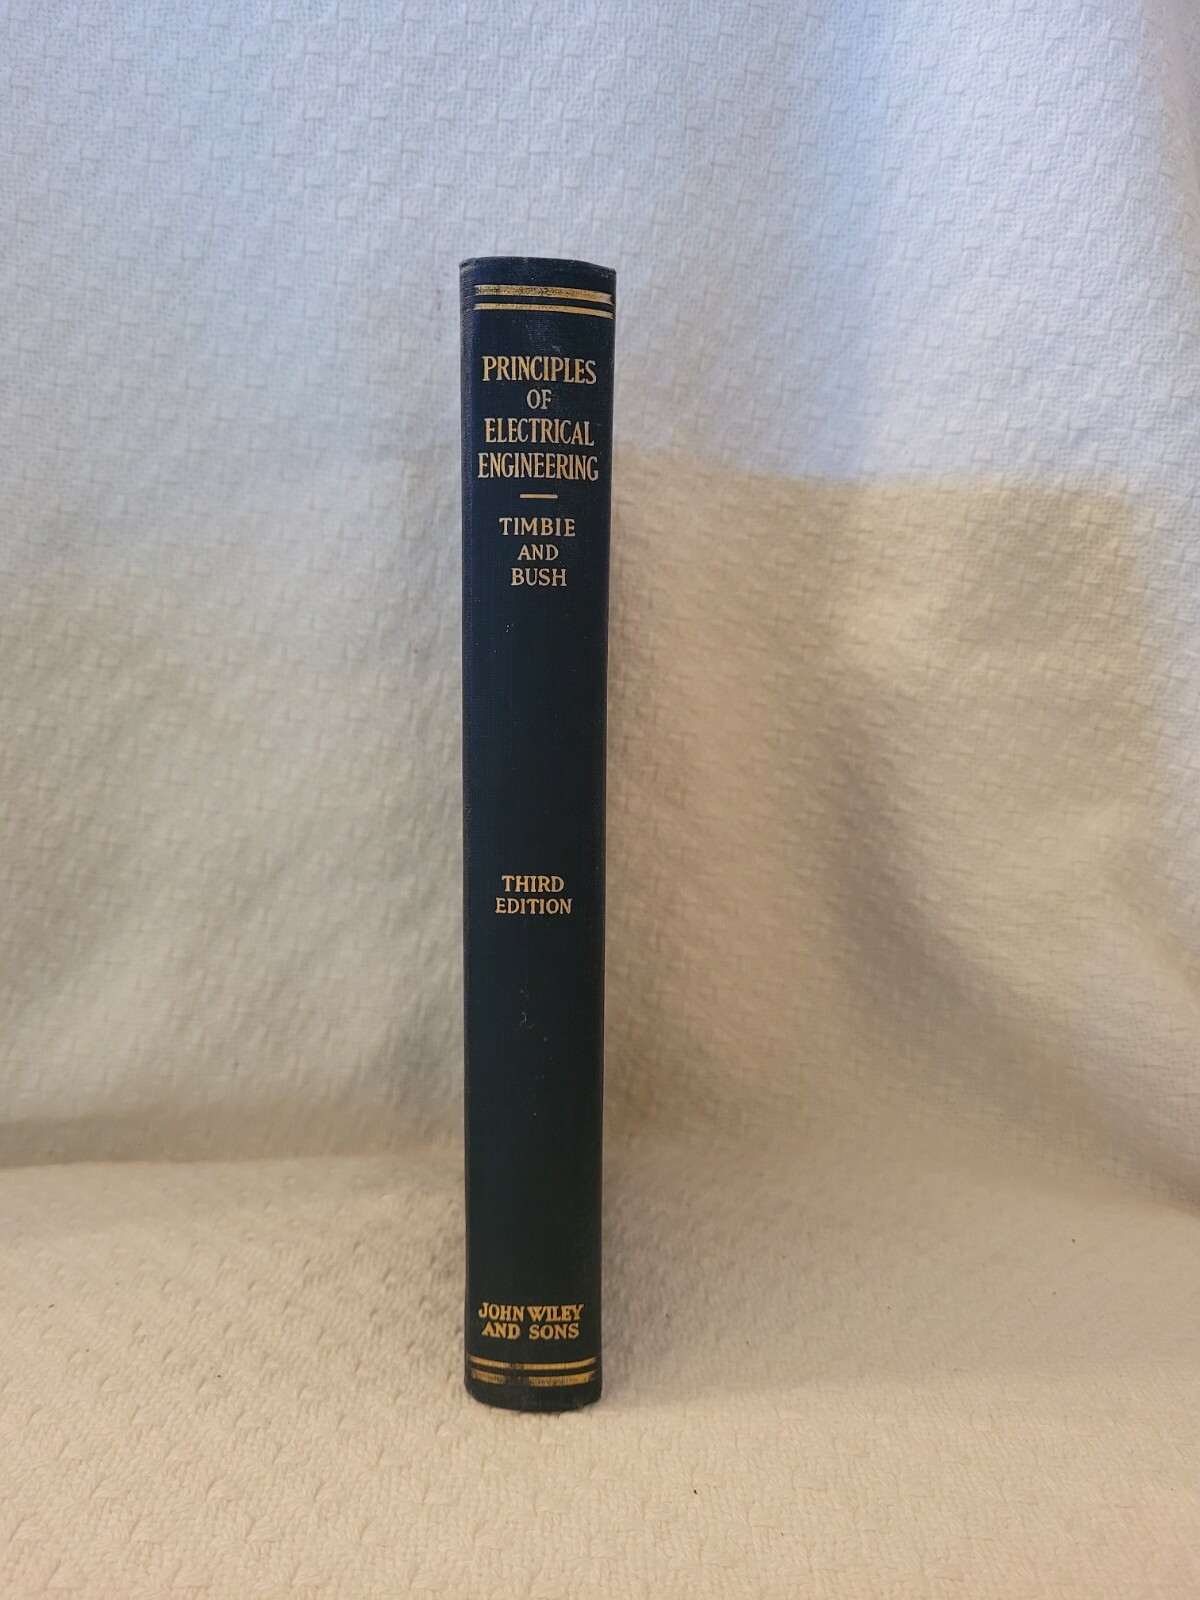 PRINCIPLES
OF
ELECTRICAL
ENGINEERING
TIMBIE
AND
BUSH
THIRD
EDITION
JOHN WILEY
AND SONS